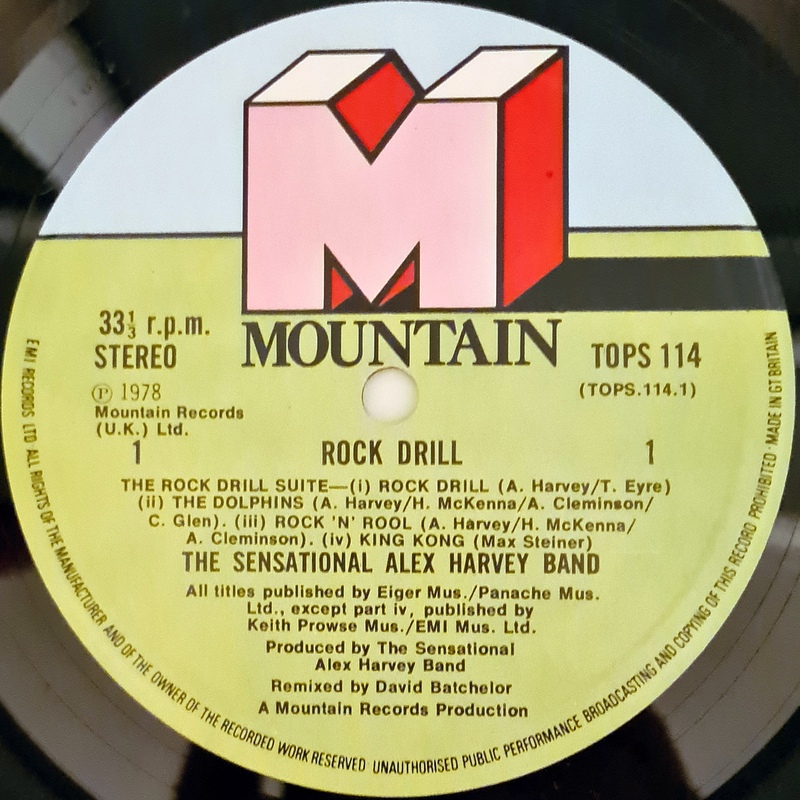 M
MOUNTAIN
33⅓ r.p.m.
STEREO
TOPS 114
(TOPS.114.1)
Ⓟ 1978
Mountain Records
(U.K.) Ltd.
1 ROCK DRILL 1
THE ROCK DRILL SUITE—(i) ROCK DRILL (A. Harvey/T. Eyre)
(ii) THE DOLPHINS (A. Harvey/H. McKenna/A. Cleminson/
C. Glen). (iii) ROCK 'N' ROOL (A. Harvey/H. McKenna/
A. Cleminson). (iv) KING KONG (Max Steiner)
THE SENSATIONAL ALEX HARVEY BAND
All titles published by Eiger Mus./Panache Mus.
Ltd., except part iv, published by
Keith Prowse Mus./EMI Mus. Ltd.
Produced by The Sensational
Alex Harvey Band
Remixed by David Batchelor
A Mountain Records Production
EMI RECORDS LTD ALL RIGHTS OF THE MANUFACTURER AND OF THE OWNER OF THE RECORDED WORK RESERVED UNAUTHORISED PUBLIC PERFORMANCE BROADCASTING AND COPYING OF THIS RECORD PROHIBITED · MADE IN GT BRITAIN